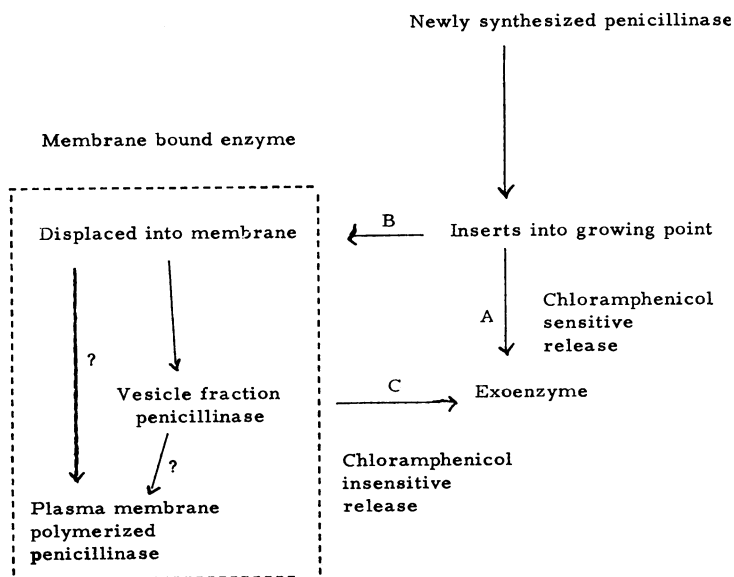 Newly synthesized penicillinase
Membrane bound enzyme
B
Displaced into membrane
Inserts into growing point
A
Chloramphenicol
sensitive
release
?
C
Vesicle fraction
penicillinase
Exoenzyme
?
Chloramphenicol
insensitive
release
Plasma membrane
polymerized
penicillinase